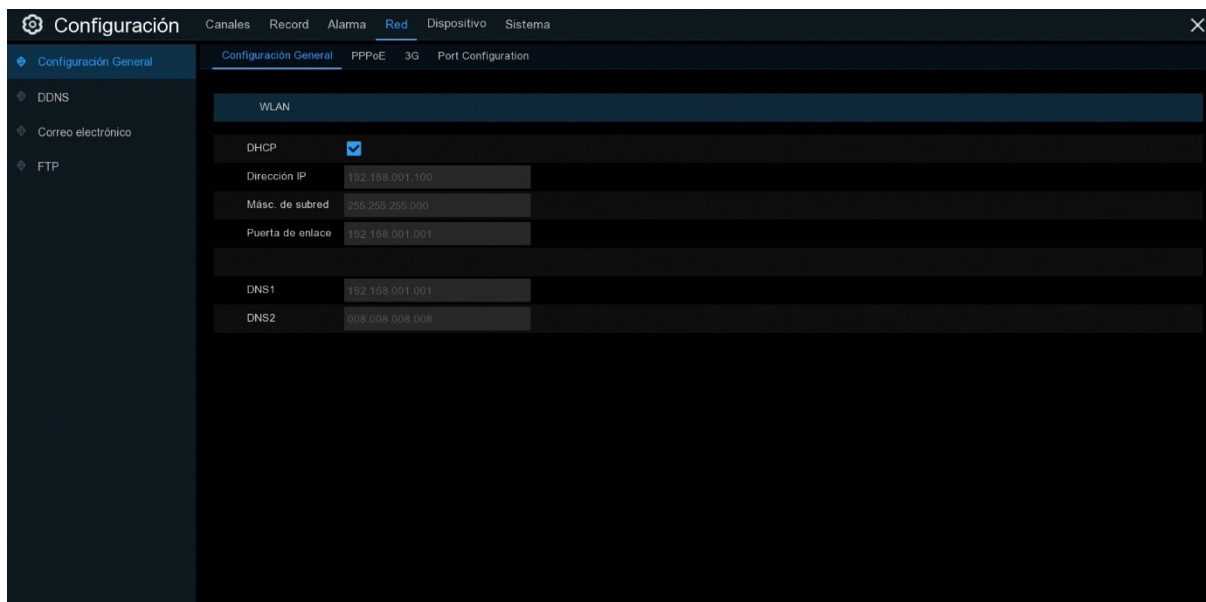 Configuración
Canales Record Alarma Red Dispositivo Sistema
Configuración General
DDNS
Correo electrónico
FTP
Configuración General PPPoE 3G Port Configuration
WLAN
DHCP
Dirección IP 192.168.001.100
Másc. de subred 255.255.255.000
Puerta de enlace 192.168.001.001
DNS1 192.168.001.001
DNS2 008.008.008.008